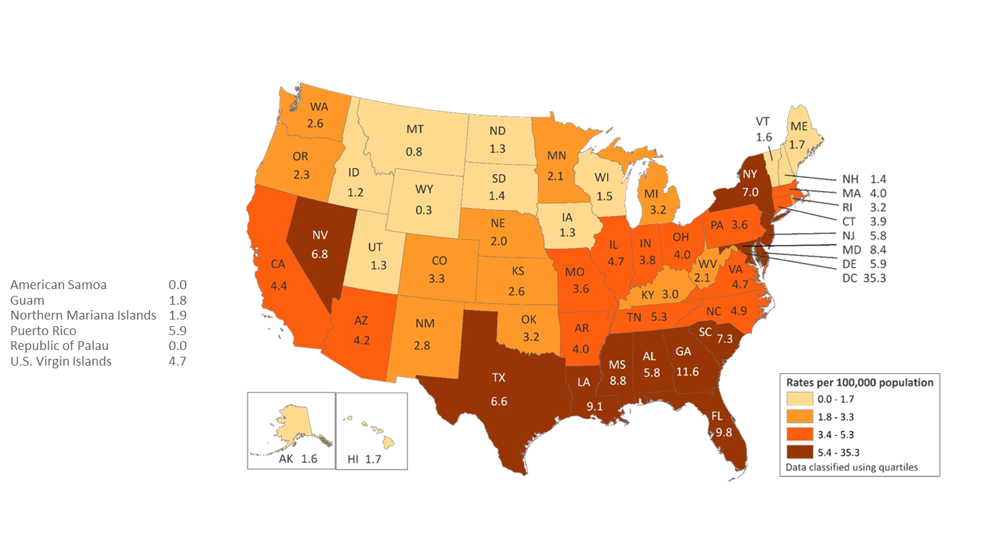 WA
2.6
OR
2.3
CA
4.4
NV
6.8
ID
1.2
MT
0.8
WY
0.3
UT
1.3
AZ
4.2
CO
3.3
NM
2.8
ND
1.3
SD
1.4
NE
2.0
KS
2.6
OK
3.2
TX
6.6
MN
2.1
IA
1.3
MO
3.6
AR
4.0
LA
9.1
WI
1.5
IL
4.7
MI
3.2
IN
3.8
OH
4.0
KY 3.0
TN 5.3
MS
8.8
AL
5.8
GA
11.6
FL
9.8
SC
7.3
NC 4.9
VA
4.7
WV
2.1
PA 3.6
NY
7.0
VT
1.6
ME
1.7
NH 1.4
MA 4.0
RI 3.2
CT 3.9
NJ 5.8
MD 8.4
DE 5.9
DC 35.3
AK 1.6
HI 1.7
American Samoa 0.0
Guam 1.8
Northern Mariana Islands 1.9
Puerto Rico 5.9
Republic of Palau 0.0
U.S. Virgin Islands 4.7
Rates per 100,000 population
0.0 - 1.7
1.8 - 3.3
3.4 - 5.3
5.4 - 35.3
Data classified using quartiles